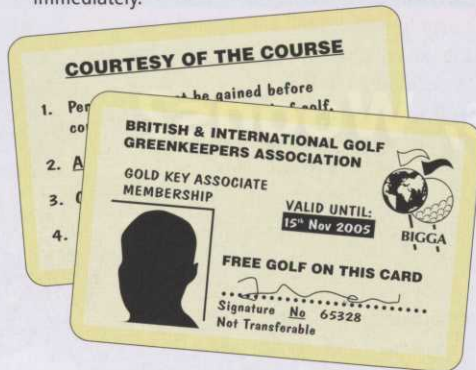 immediately.
COURTESY OF THE COURSE
1. be gained before
golf,
2.
3.
4.
BRITISH & INTERNATIONAL GOLF
GREENKEEPERS ASSOCIATION
GOLD KEY ASSOCIATE
MEMBERSHIP
VALID UNTIL:
15th Nov 2005
BIGGA
FREE GOLF ON THIS CARD
Signature No 65328
Not Transferable